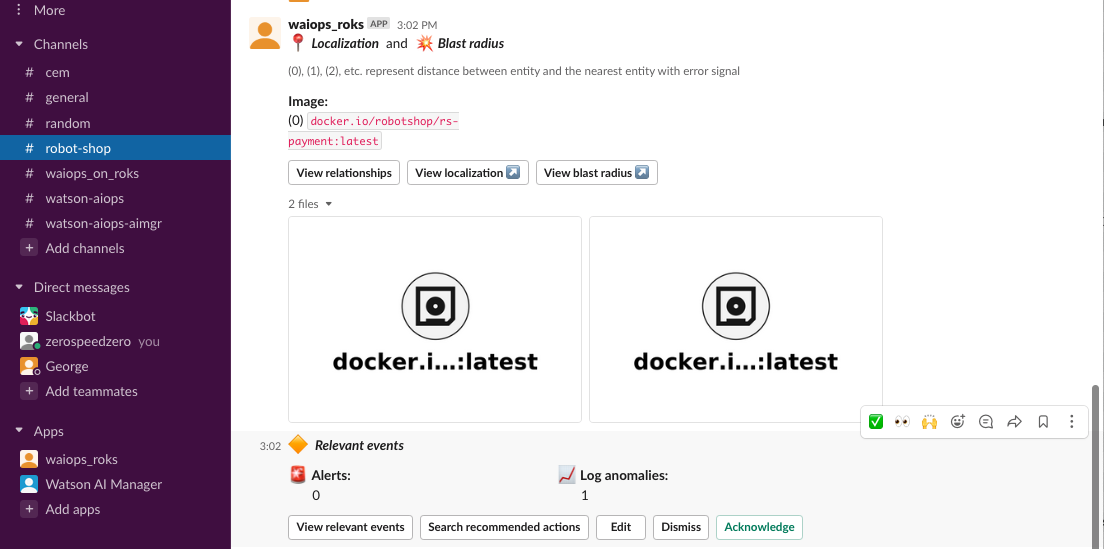 More
Channels
# cem
# general
# random
# robot-shop
# waiops_on_roks
# watson-aiops
# watson-aiops-aimgr
+ Add channels
Direct messages
Slackbot
zerospeedzero you
George
+ Add teammates
Apps
waiops_roks
Watson AI Manager
+ Add apps
waiops_roks APP 3:02 PM
Localization and Blast radius
(0), (1), (2), etc. represent distance between entity and the nearest entity with error signal
Image:
(0) docker.io/robotshop/rs-
payment:latest
View relationships View localization View blast radius
2 files
docker.i...:latest docker.i...:latest
3:02 Relevant events
Alerts: Log anomalies:
0 1
View relevant events Search recommended actions Edit Dismiss Acknowledge